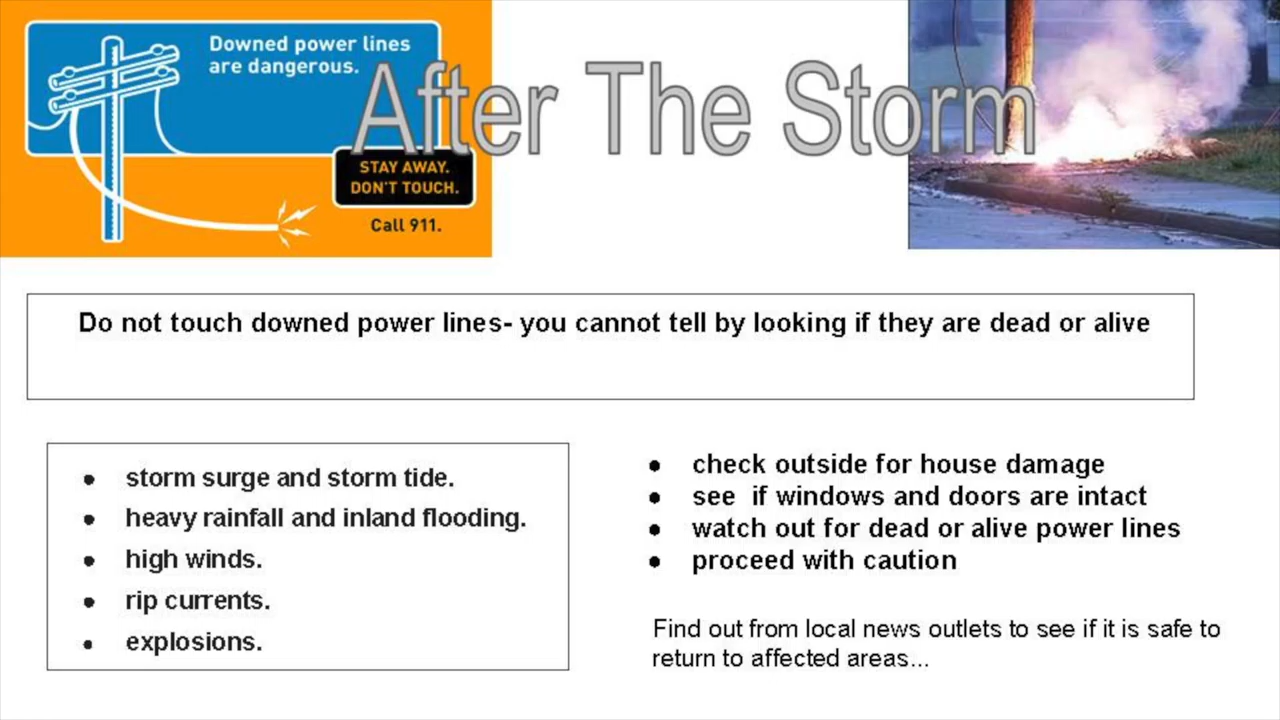 Downed power lines
are dangerous.
After The Storm
STAY AWAY.
DON'T TOUCH.
Call 911.
Do not touch downed power lines- you cannot tell by looking if they are dead or alive
● storm surge and storm tide.
● heavy rainfall and inland flooding.
● high winds.
● rip currents.
● explosions.
● check outside for house damage
● see  if windows and doors are intact
● watch out for dead or alive power lines
● proceed with caution
Find out from local news outlets to see if it is safe to
return to affected areas...